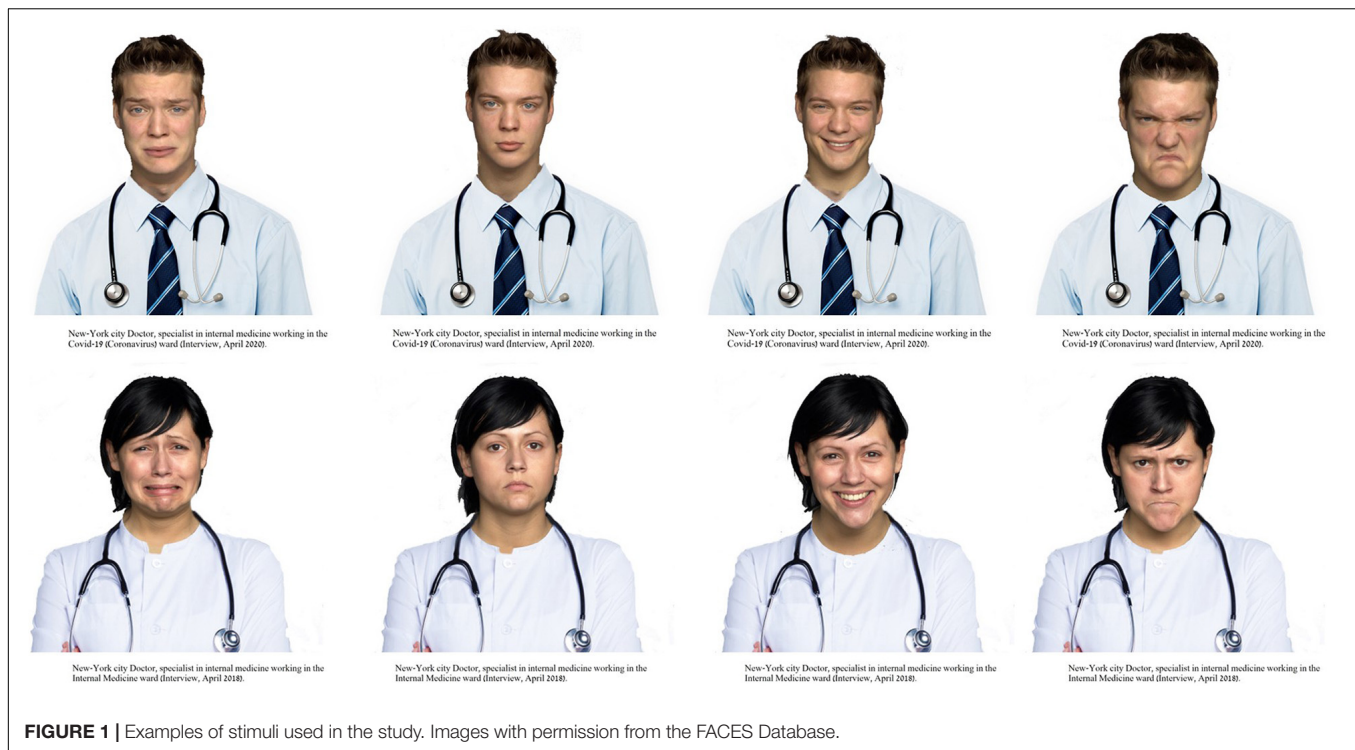 New-York city Doctor, specialist in internal medicine working in the
Covid-19 (Coronavirus) ward (Interview, April 2020).
New-York city Doctor, specialist in internal medicine working in the
Covid-19 (Coronavirus) ward (Interview, April 2020).
New-York city Doctor, specialist in internal medicine working in the
Covid-19 (Coronavirus) ward (Interview, April 2020).
New-York city Doctor, specialist in internal medicine working in the
Covid-19 (Coronavirus) ward (Interview, April 2020).
New-York city Doctor, specialist in internal medicine working in the
Internal Medicine ward (Interview, April 2018).
New-York city Doctor, specialist in internal medicine working in the
Internal Medicine ward (Interview, April 2018).
New-York city Doctor, specialist in internal medicine working in the
Internal Medicine ward (Interview, April 2018).
New-York city Doctor, specialist in internal medicine working in the
Internal Medicine ward (Interview, April 2018).
FIGURE 1 | Examples of stimuli used in the study. Images with permission from the FACES Database.